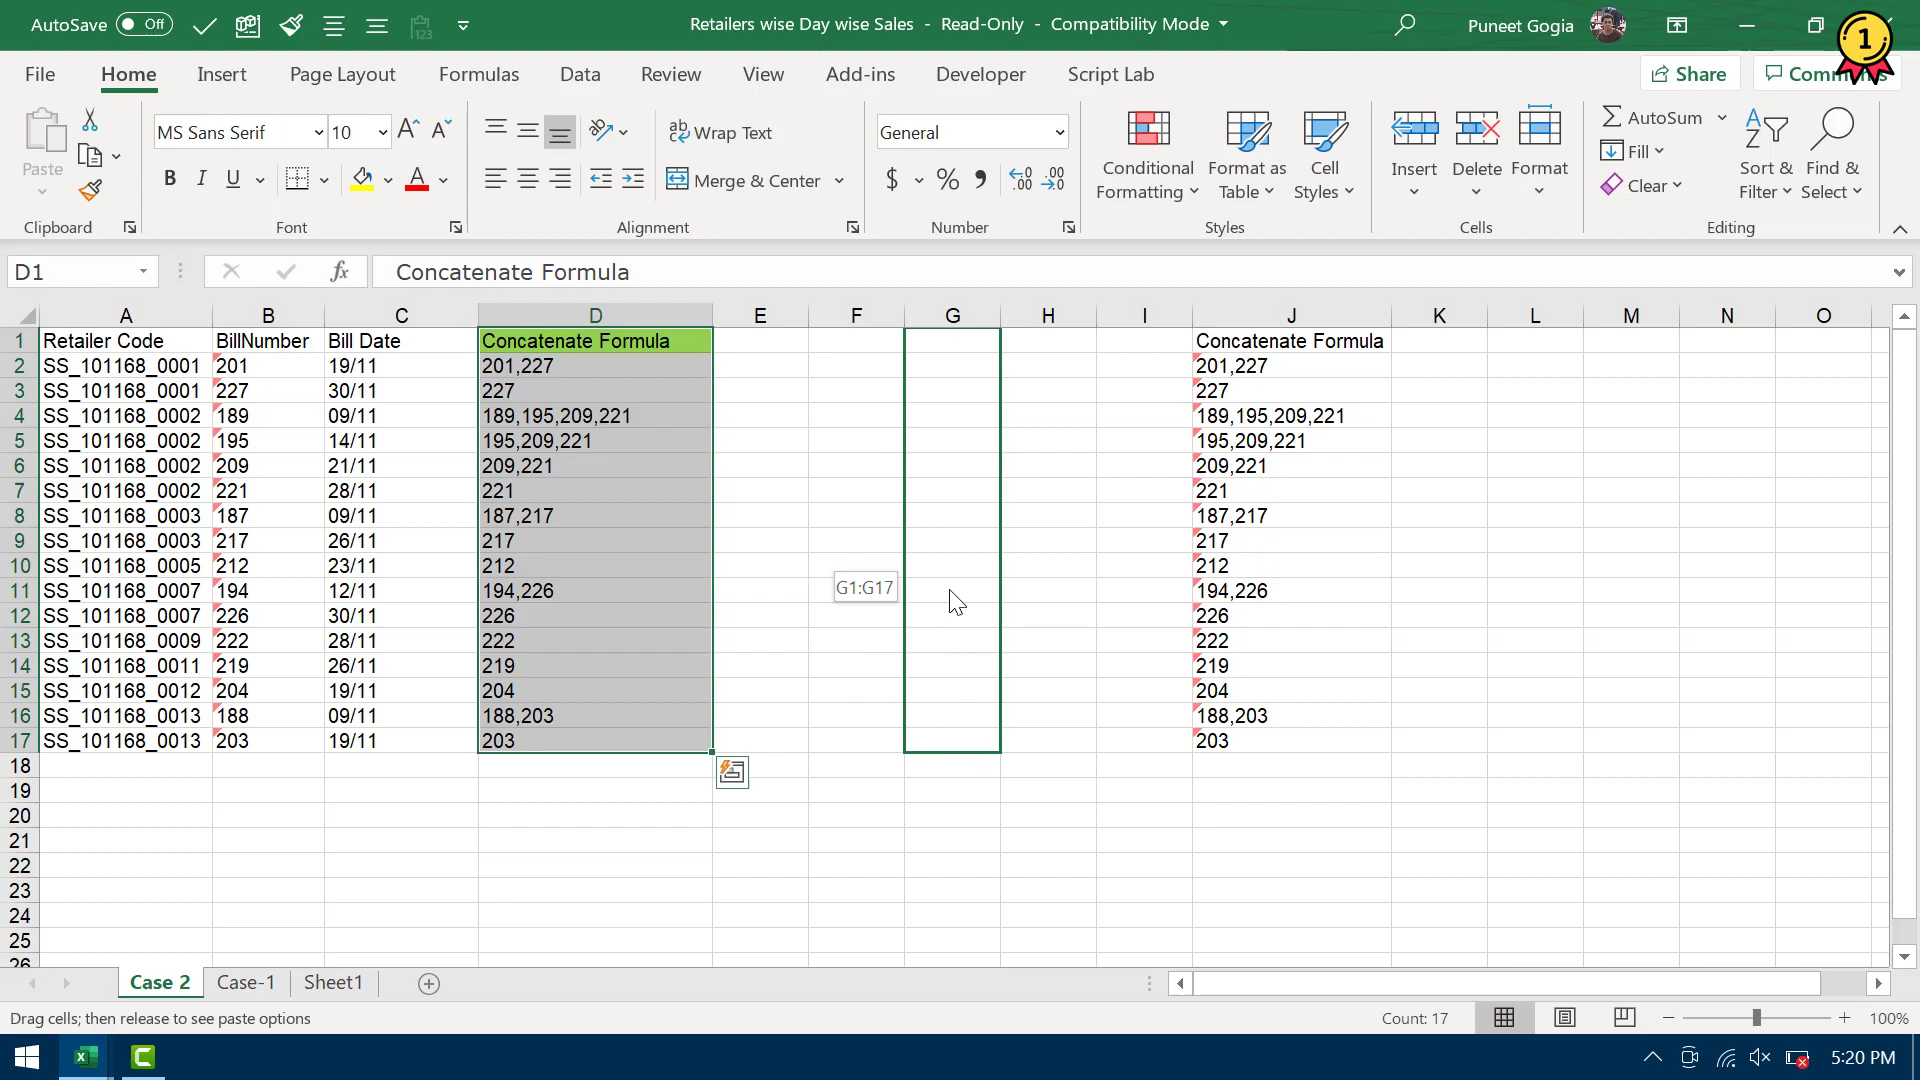 AutoSave Off Retailers wise Day wise Sales - Read-Only - Compatibility Mode Puneet Gogia 1
File Home Insert Page Layout Formulas Data Review View Add-ins Developer Script Lab Share
MS Sans Serif 10 Wrap Text General AutoSum
Paste Conditional Formatting Format as Table Cell Styles Insert Delete Format Fill Sort & Filter Find & Select
B I U Merge & Center $ % Clear
Clipboard Font Alignment Number Styles Cells Editing
D1 fx Concatenate Formula
A B C D E F G H I J K L M N O
1 Retailer Code BillNumber Bill Date Concatenate Formula Concatenate Formula
2 SS_101168_0001 201 19/11 201,227 201,227
3 SS_101168_0001 227 30/11 227 227
4 SS_101168_0002 189 09/11 189,195,209,221 189,195,209,221
5 SS_101168_0002 195 14/11 195,209,221 195,209,221
6 SS_101168_0002 209 21/11 209,221 209,221
7 SS_101168_0002 221 28/11 221 221
8 SS_101168_0003 187 09/11 187,217 187,217
9 SS_101168_0003 217 26/11 217 217
10 SS_101168_0005 212 23/11 212 212
11 SS_101168_0007 194 12/11 194,226 G1:G17 194,226
12 SS_101168_0007 226 30/11 226 226
13 SS_101168_0009 222 28/11 222 222
14 SS_101168_0011 219 26/11 219 219
15 SS_101168_0012 204 19/11 204 204
16 SS_101168_0013 188 09/11 188,203 188,203
17 SS_101168_0013 203 19/11 203 203
18
19
20
21
22
23
24
25
26
Case 2 Case-1 Sheet1
Drag cells; then release to see paste options Count: 17 100%
5:20 PM